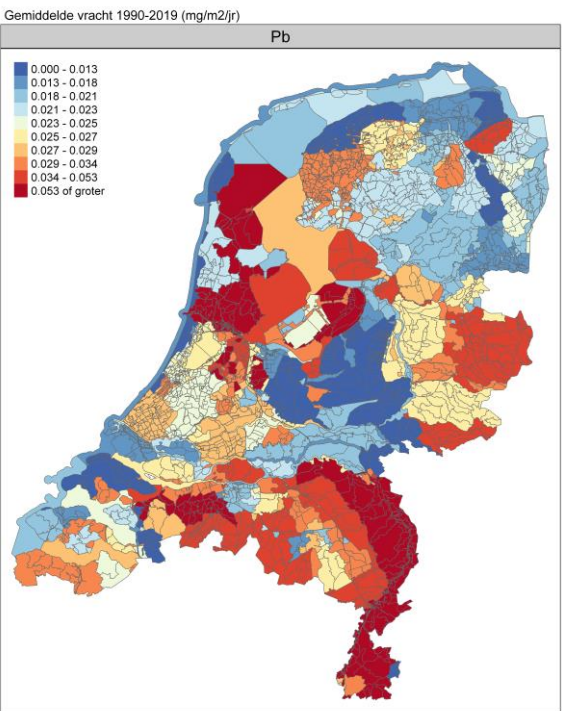 Gemiddelde vracht 1990-2019 (mg/m2/jr)
Pb
0.000 - 0.013
0.013 - 0.018
0.018 - 0.021
0.021 - 0.023
0.023 - 0.025
0.025 - 0.027
0.027 - 0.029
0.029 - 0.034
0.034 - 0.053
0.053 of groter